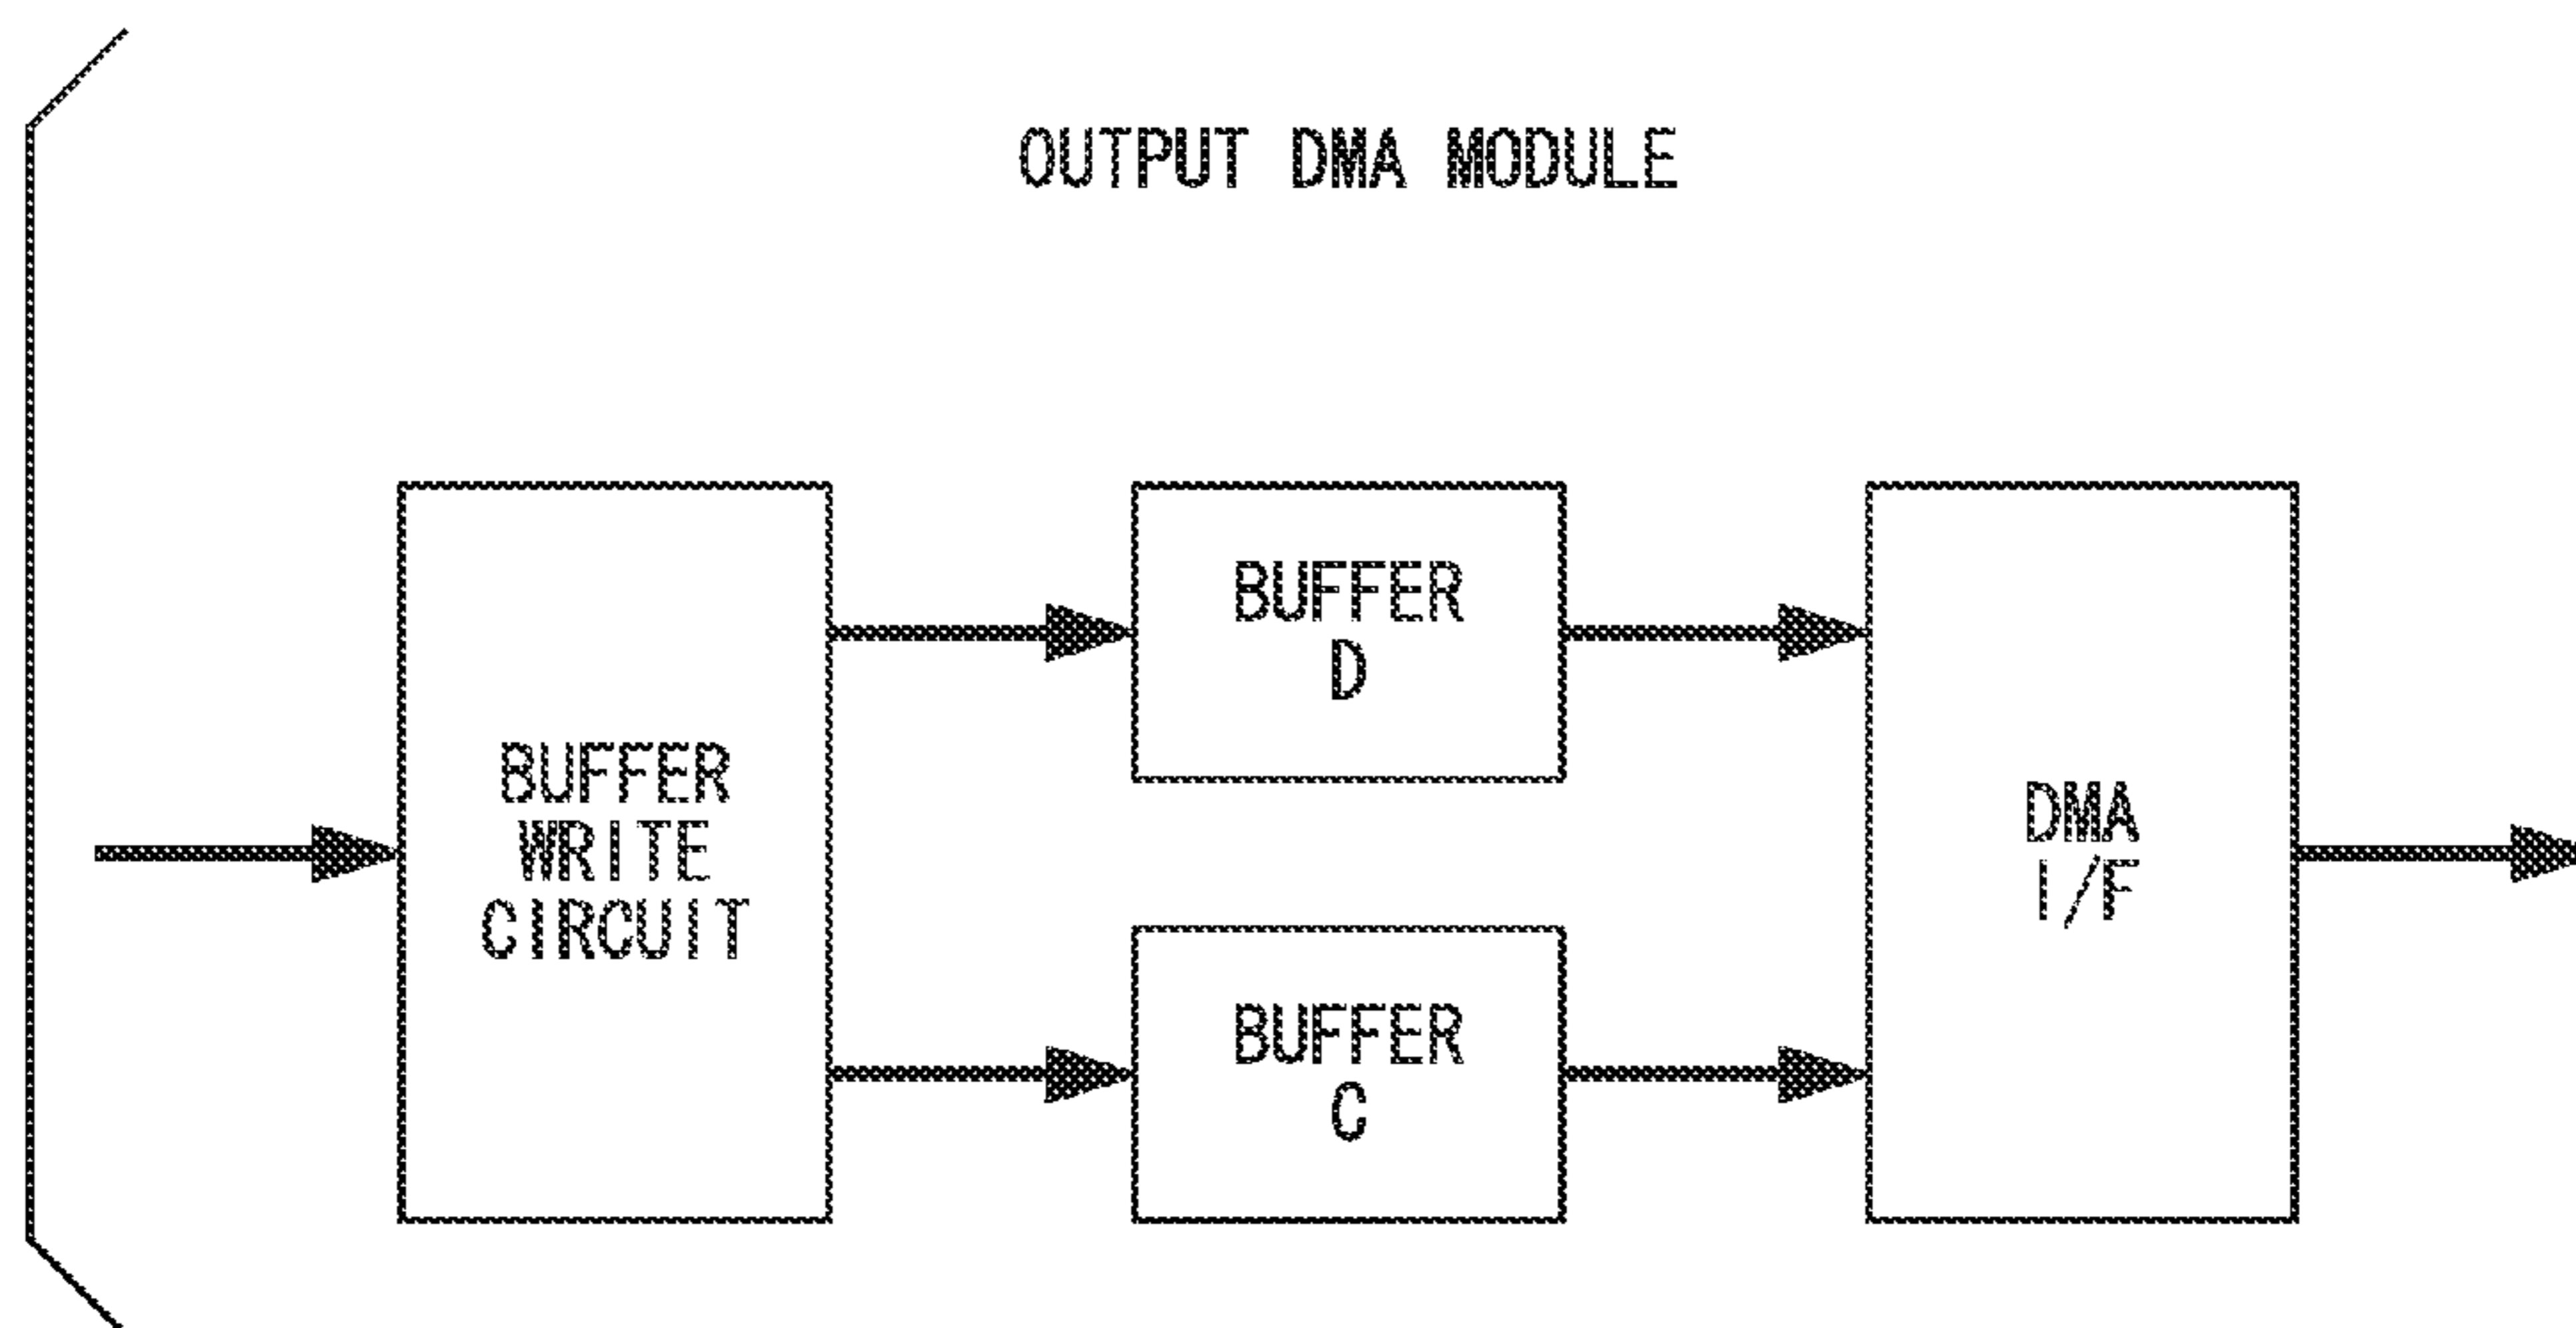 OUTPUT DMA MODULE
BUFFER
WRITE
CIRCUIT
BUFFER
D
BUFFER
C
DMA
I/F